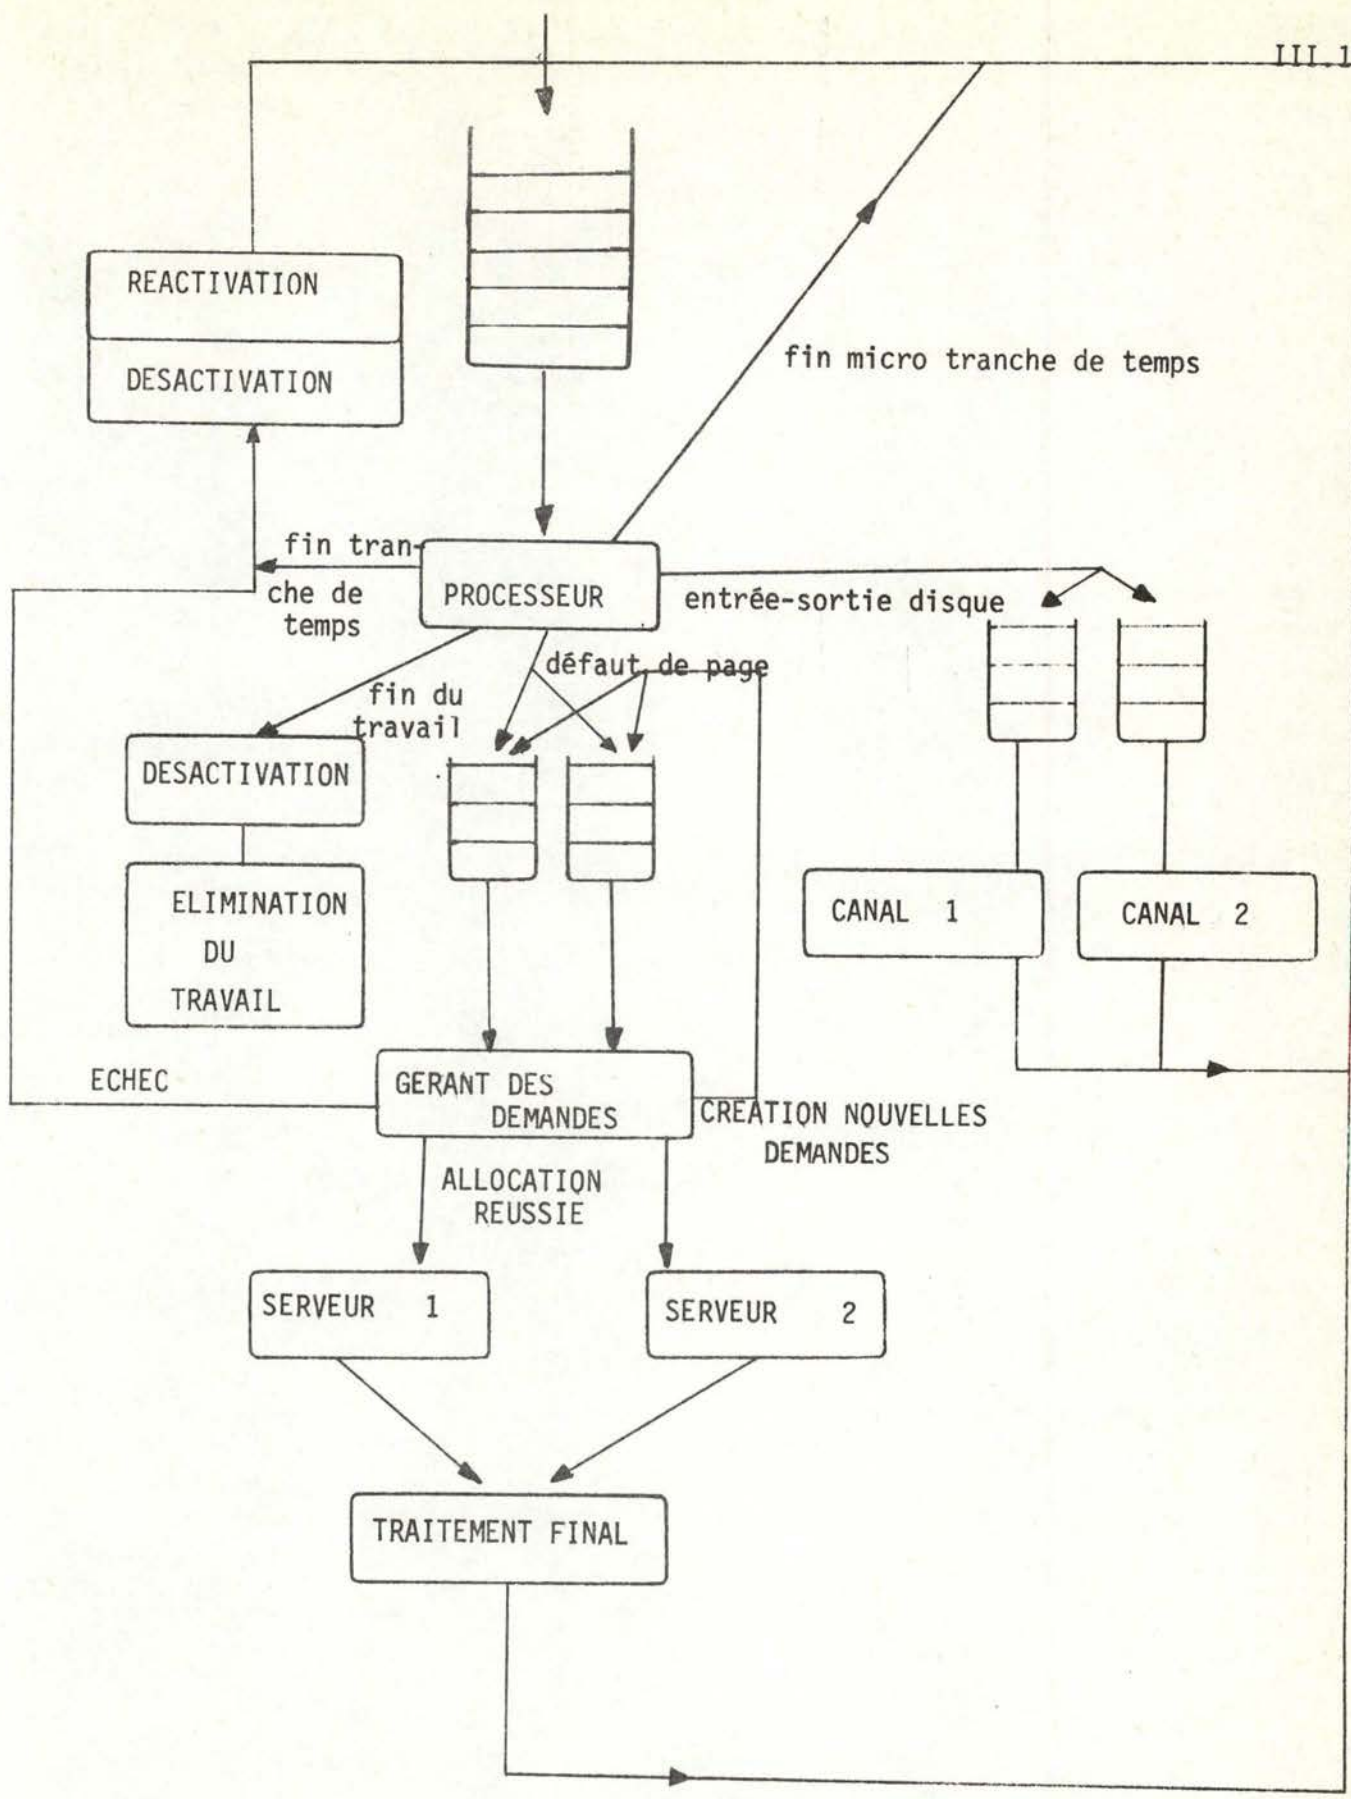 III.1
REACTIVATION
DESACTIVATION
fin micro tranche de temps
fin tran-
che de
temps
PROCESSEUR
entrée-sortie disque
défaut de page
fin du
travail
DESACTIVATION
ELIMINATION
DU
TRAVAIL
CANAL 1
CANAL 2
ECHEC
GERANT DES
DEMANDES
CREATION NOUVELLES
DEMANDES
ALLOCATION
REUSSIE
SERVEUR 1
SERVEUR 2
TRAITEMENT FINAL